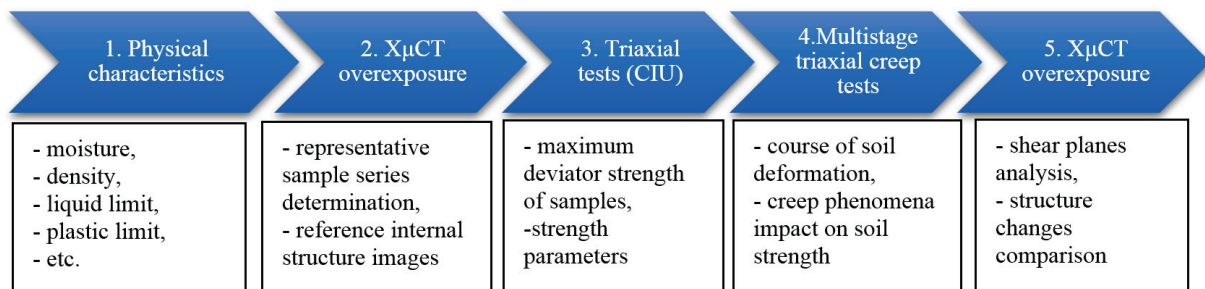 1. Physical
characteristics
2. XμCT
overexposure
3. Triaxial
tests (CIU)
4.Multistage
triaxial creep
tests
5. XμCT
overexposure
- moisture,
- density,
- liquid limit,
- plastic limit,
- etc.
- representative
sample series
determination,
- reference internal
structure images
- maximum
deviator strength
of samples,
-strength
parameters
- course of soil
deformation,
- creep phenomena
impact on soil
strength
- shear planes
analysis,
- structure
changes
comparison